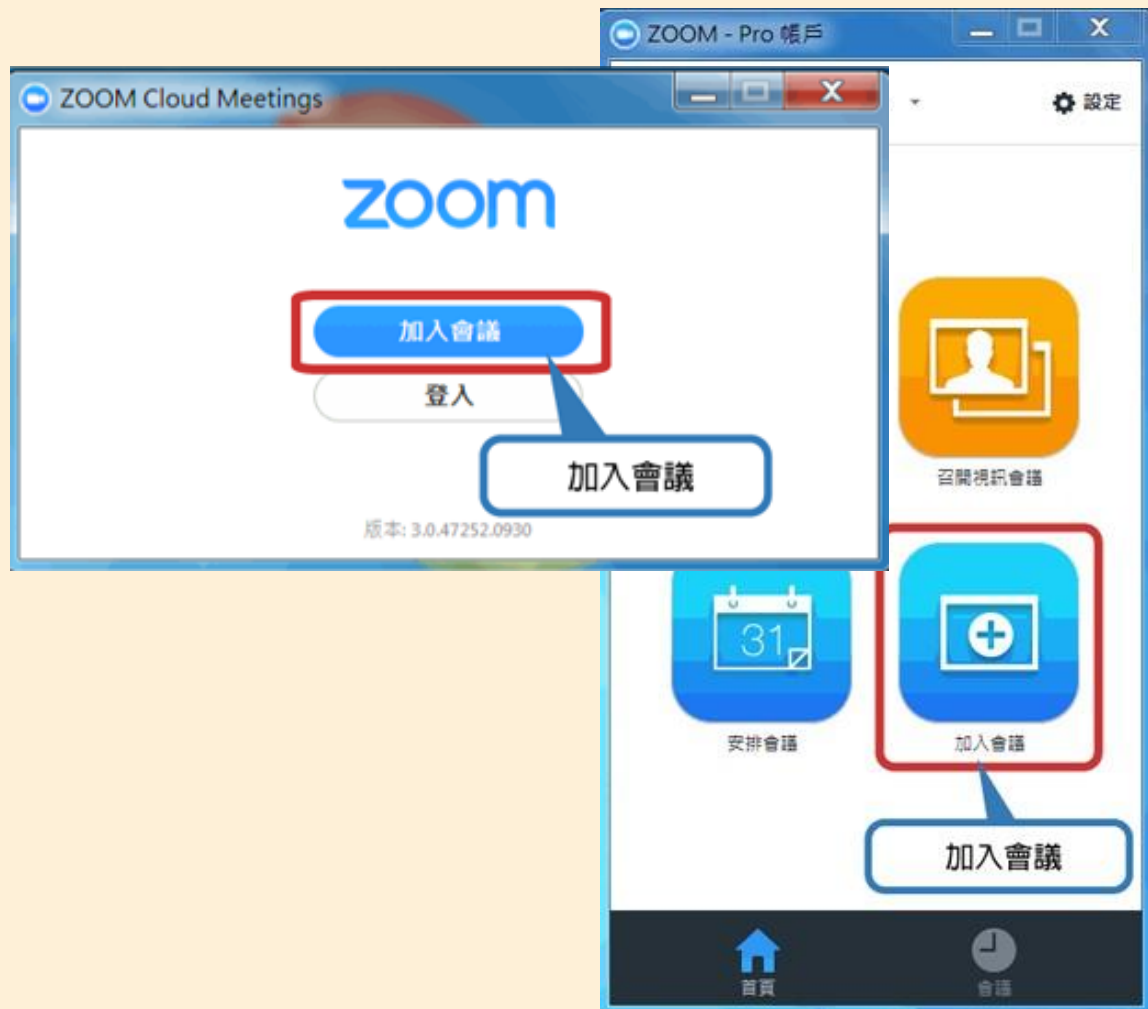 ZOOM - Pro 帳戶
ZOOM Cloud Meetings
設定
zoom
加入會議
登入
加入會議
版本: 3.0.47252.0930
召開視訊會議
31
安排會議
加入會議
加入會議
首頁
會議